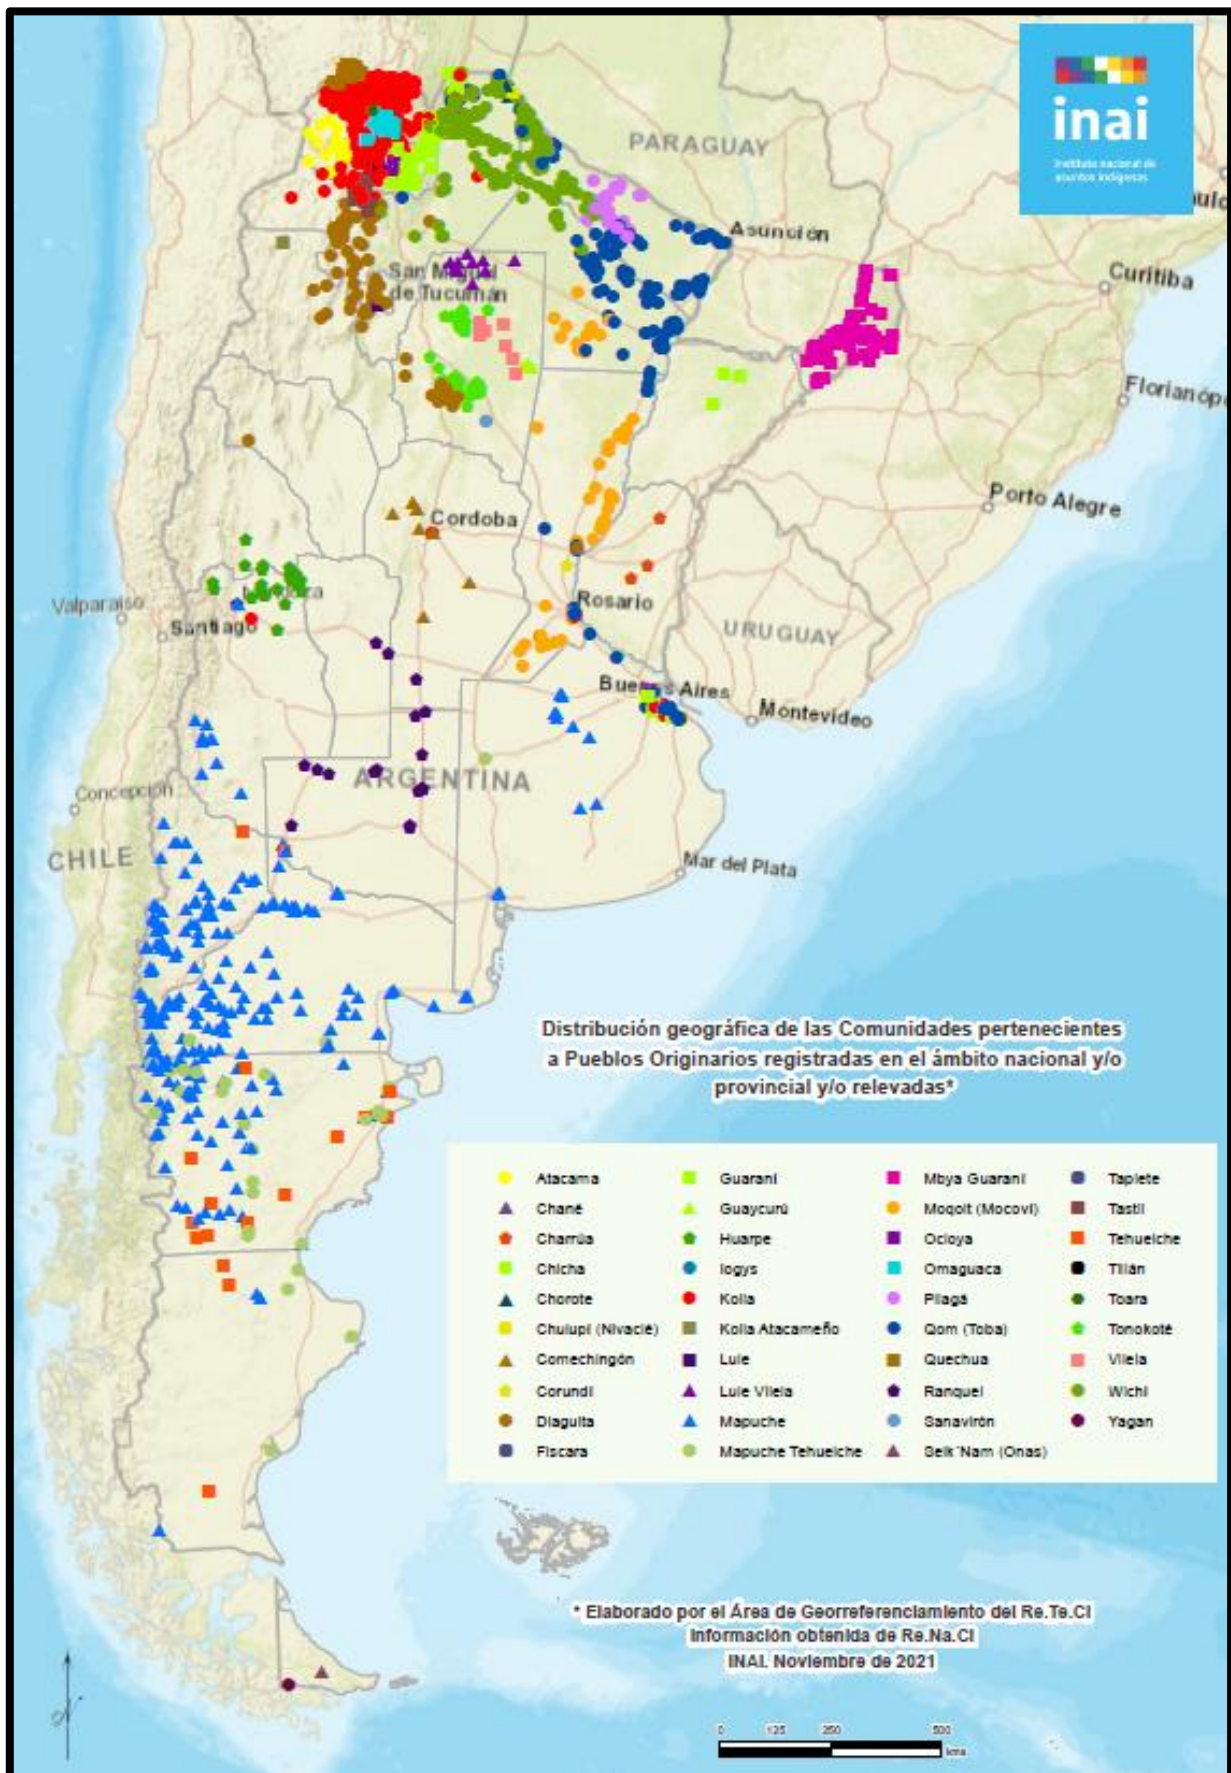 inai
Instituto nacional de
asuntos indígenas
PARAGUAY
Asunción
Curitiba
San Miguel
de Tucumán
Florianóp
Cordoba
Porto Alegre
Valparaíso
Santiago
Rosario
URUGUAY
Buenos Aires
Montevideo
ARGENTINA
Concepción
CHILE
Mar del Plata
Distribución geográfica de las Comunidades pertenecientes
a Pueblos Originarios registradas en el ámbito nacional y/o
provincial y/o relevadas*
Atacama
Chané
Charrúa
Chicha
Chorote
Chulupí (Nivaclé)
Comechingón
Corundí
Diaguita
Fiscara
Guaraní
Guaycurú
Huarpe
Iogys
Kolla
Kolla Atacameño
Lule
Lule Vilela
Mapuche
Mapuche Tehuelche
Mbya Guaraní
Moqoit (Mocoví)
Ocloya
Omaguaca
Pilagá
Qom (Toba)
Quechua
Ranquel
Sanavirón
Selk´Nam (Onas)
Tapiete
Tastil
Tehuelche
Tilián
Toara
Tonokoté
Vilela
Wichí
Yagan
* Elaborado por el Área de Georreferenciamiento del Re.Te.CI
Información obtenida de Re.Na.CI
INAI. Noviembre de 2021
0 125 250 500
kms